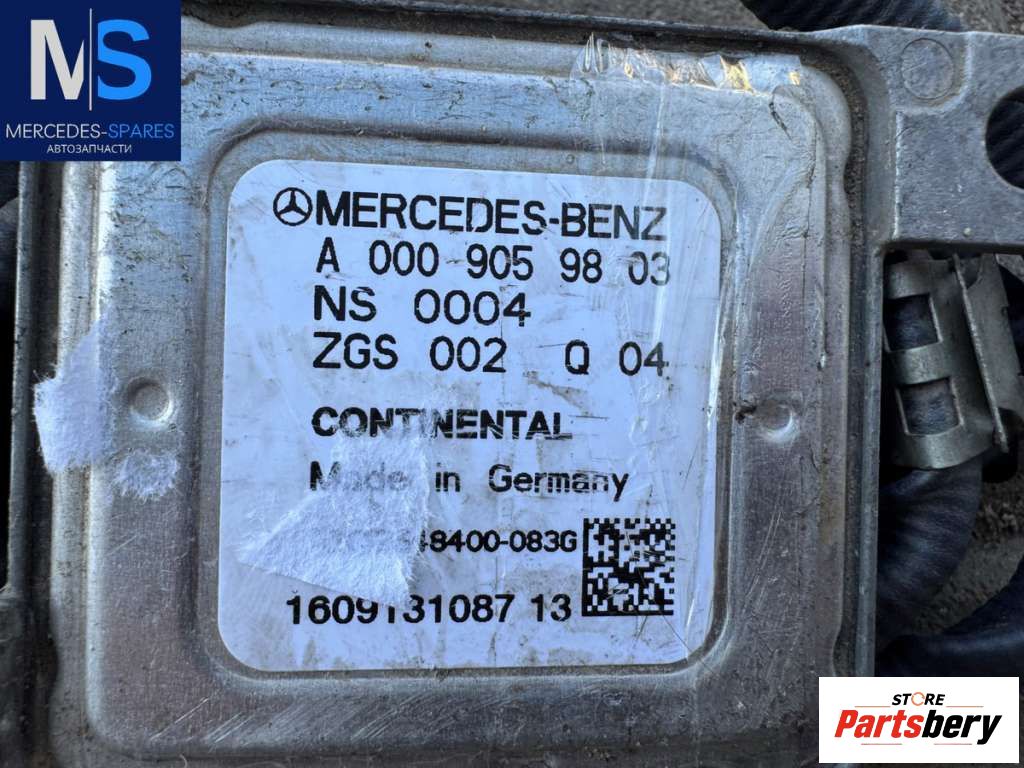 MS
MERCEDES-SPARES
АВТОЗАПЧАСТИ
MERCEDES-BENZ
A 000 905 98 03
NS 0004
ZGS 002 Q 04
CONTINENTAL
Made in Germany
8400-083G
1609131087 13
STORE
Partsbery